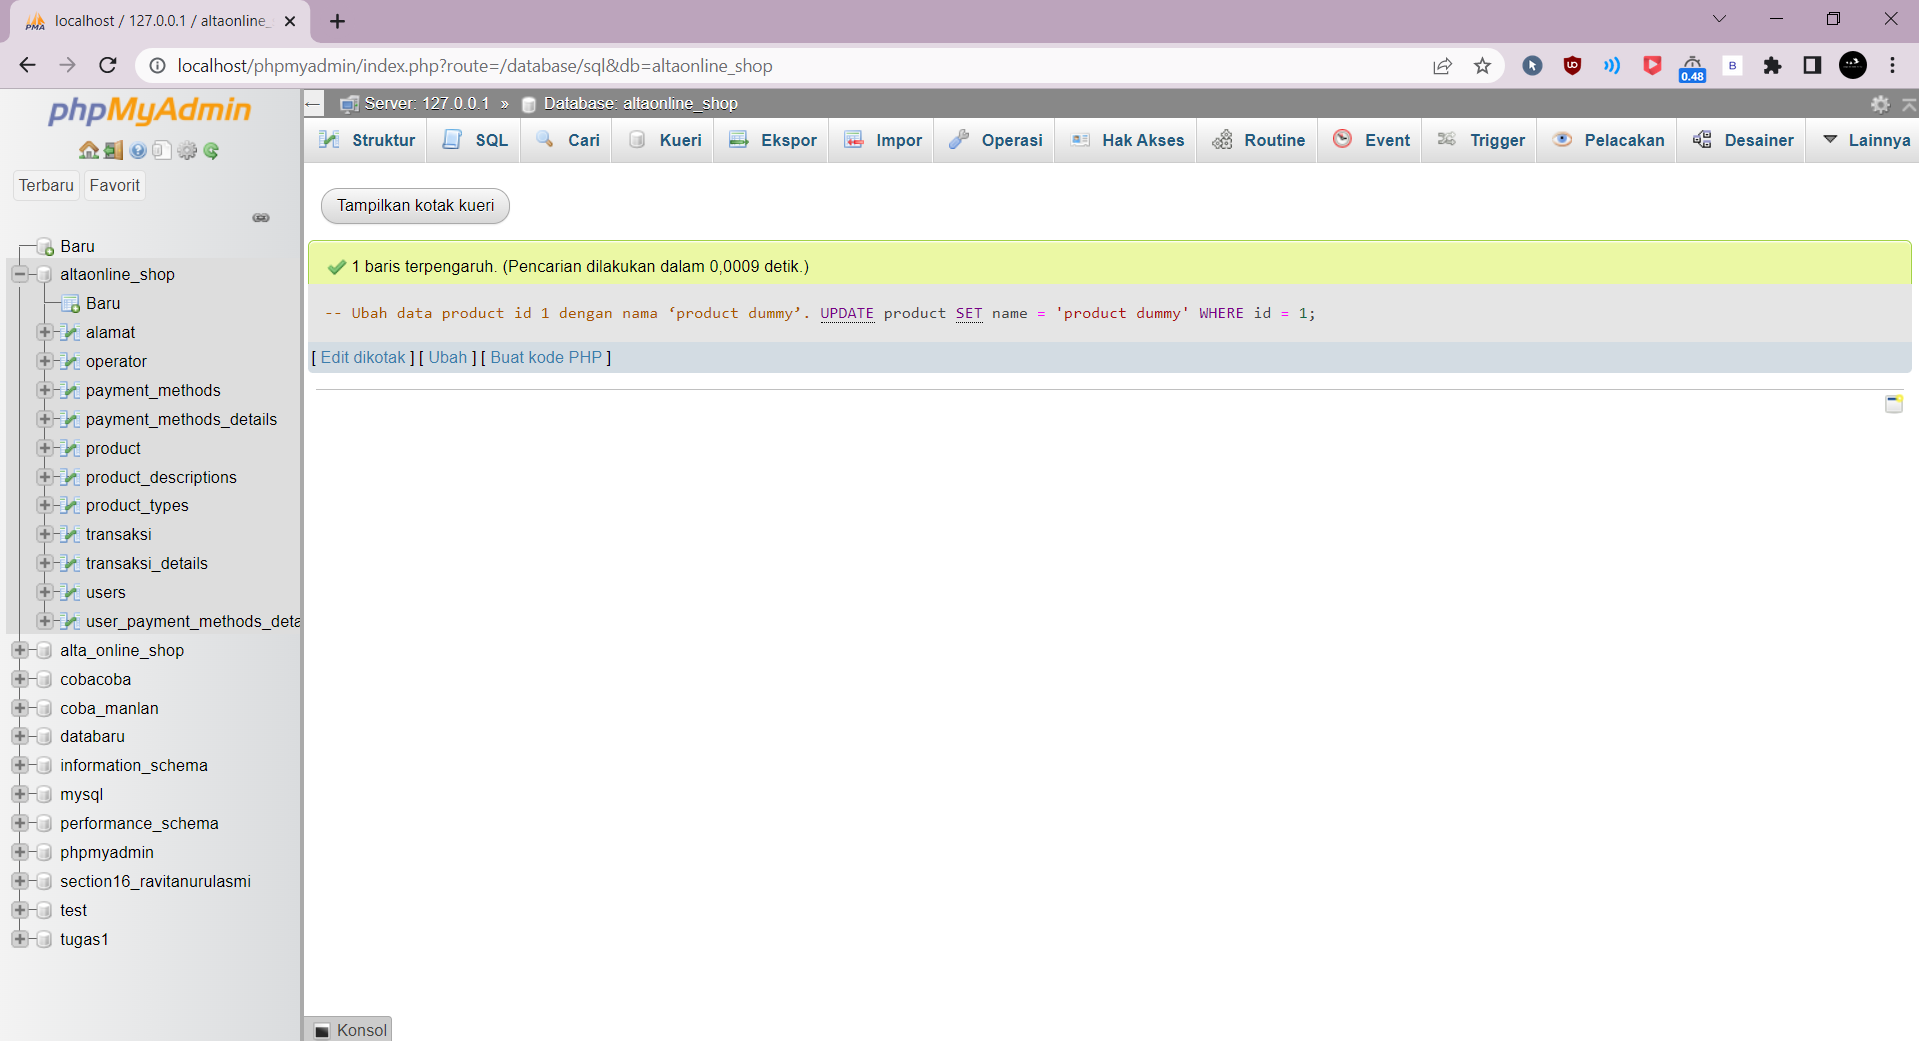 localhost / 127.0.0.1 / altaonline_
localhost/phpmyadmin/index.php?route=/database/sql&db=altaonline_shop
0.48
B
phpMyAdmin
Terbaru Favorit
Baru
altaonline_shop
Baru
alamat
operator
payment_methods
payment_methods_details
product
product_descriptions
product_types
transaksi
transaksi_details
users
user_payment_methods_deta
alta_online_shop
cobacoba
coba_manlan
databaru
information_schema
mysql
performance_schema
phpmyadmin
section16_ravitanurulasmi
test
tugas1
Server: 127.0.0.1 » Database: altaonline_shop
Struktur SQL Cari Kueri Ekspor Impor Operasi Hak Akses Routine Event Trigger Pelacakan Desainer Lainnya
Tampilkan kotak kueri
1 baris terpengaruh. (Pencarian dilakukan dalam 0,0009 detik.)
-- Ubah data product id 1 dengan nama ‘product dummy’. UPDATE product SET name = 'product dummy' WHERE id = 1;
[ Edit dikotak ] [ Ubah ] [ Buat kode PHP ]
Konsol